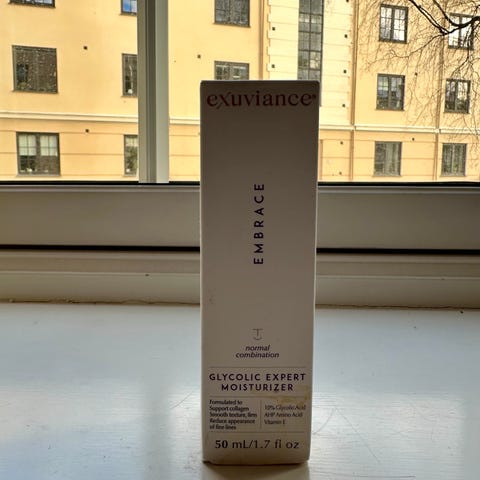 exuviance®
EMBRACE
normal
combination
GLYCOLIC EXPERT
MOISTURIZER
Formulated to
Support collagen
Smooth texture, firm
Reduce appearance
of fine lines
10% Glycolic Acid
AHP Amino Acid
Vitamin E
50 mL/1.7 fl oz